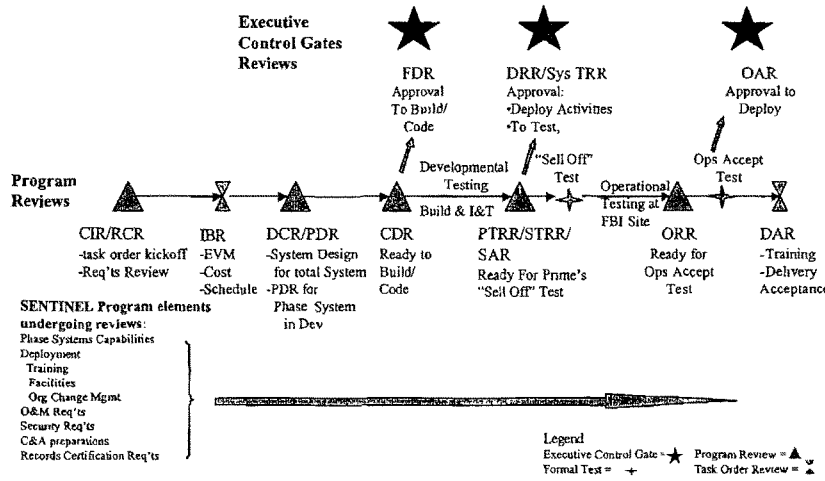 Executive
Control Gates
Reviews
FDR
Approval
To Build/
Code
DRR/Sys TRR
Approval:
•Deploy Activities
•To Test,
OAR
Approval to
Deploy
Program
Reviews
Developmental
Testing
Build & I&T
"Sell Off"
Test
Operational
Testing at
FBI Site
Ops Accept
Test
CIR/RCR
-task order kickoff
-Req'ts Review
IBR
-EVM
-Cost
-Schedule
DCR/PDR
-System Design
for total System
-PDR for
Phase System
in Dev
CDR
Ready to
Build/
Code
PTRR/STRR/
SAR
Ready For Prime's
"Sell Off" Test
ORR
Ready for
Ops Accept
Test
DAR
-Training
-Delivery
Acceptance
SENTINEL Program elements
undergoing reviews:
Phase Systems Capabilities
Deployment
Training
Facilities
Org Change Mgmt
O&M Req'ts
Security Req'ts
C&A preparations
Records Certification Req'ts
Legend
Executive Control Gate =
Program Review =
Formal Test =
Task Order Review =